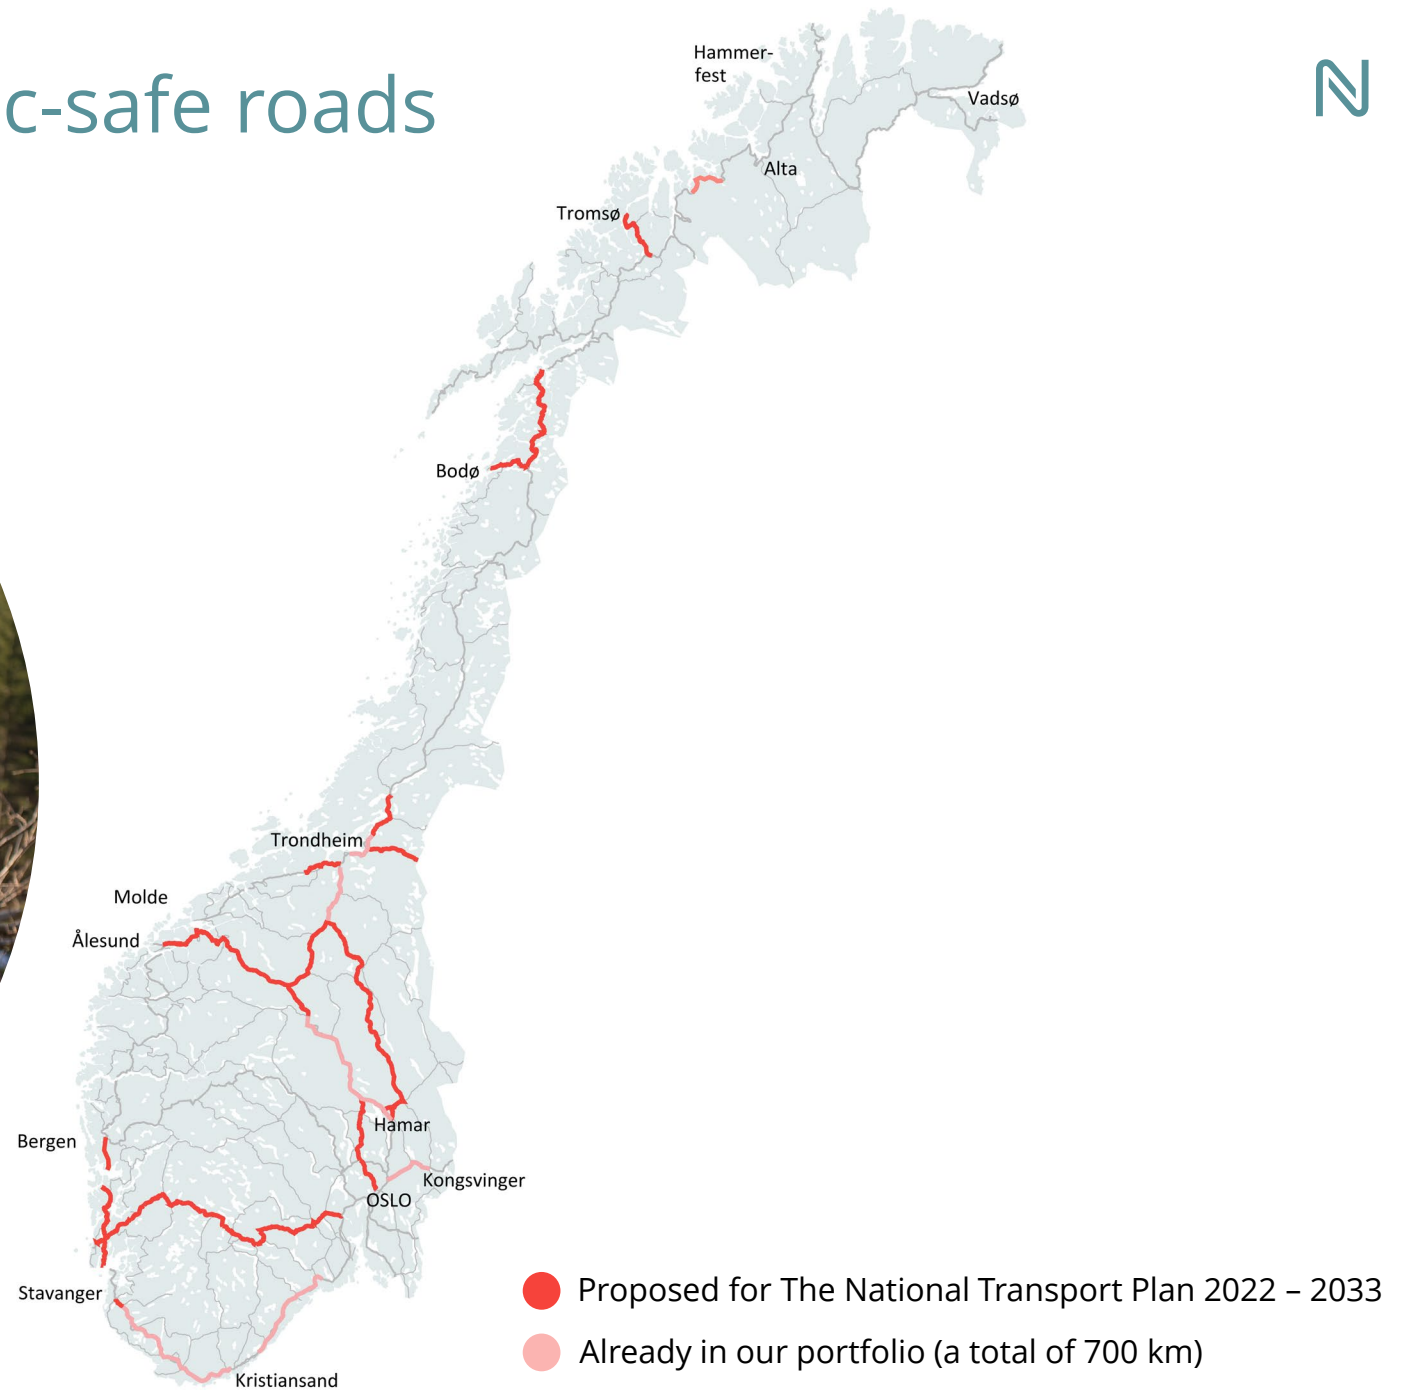 c-safe roads
Hammer-
fest
Vadsø
Alta
Tromsø
Bodø
Trondheim
Molde
Ålesund
Hamar
Bergen
Kongsvinger
OSLO
Stavanger
Proposed for The National Transport Plan 2022 – 2033
Already in our portfolio (a total of 700 km)
Kristiansand